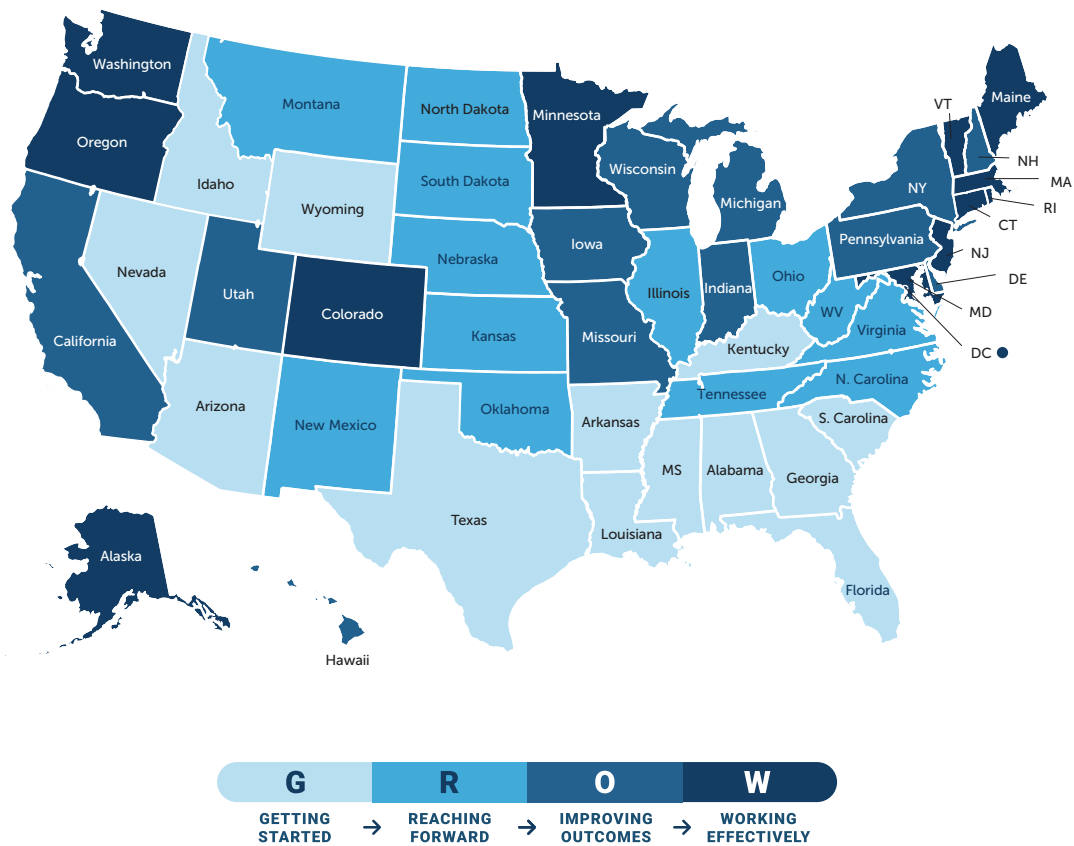 Washington
Maine
VT
Montana
North Dakota
Minnesota
Oregon
NH
Wisconsin
MA
Idaho
South Dakota
NY
Wyoming
Michigan
RI
CT
Pennsylvania
Iowa
NJ
Nebraska
Nevada
Ohio
DE
Utah
Illinois
Indiana
Colorado
WV
MD
Virginia
California
Kansas
Missouri
Kentucky
DC
N. Carolina
Tennessee
Arizona
Oklahoma
S. Carolina
New Mexico
Arkansas
MS
Alabama
Georgia
Texas
Louisiana
Alaska
Florida
Hawaii
G R O W
GETTING REACHING IMPROVING WORKING
STARTED FORWARD OUTCOMES EFFECTIVELY